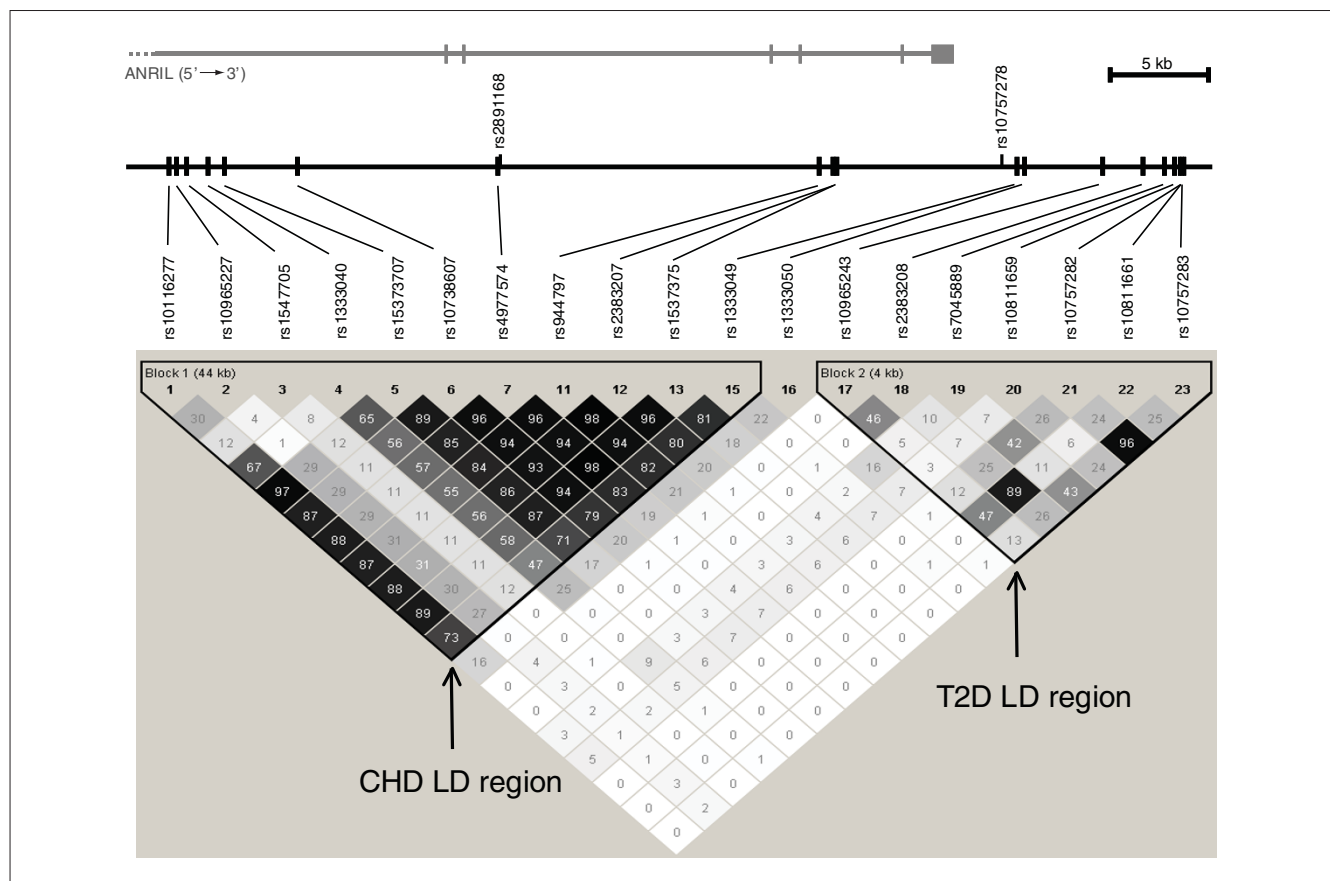 ANRIL (5'→3')
5 kb
rs2891168
rs10757278
rs10116277
rs10965227
rs1547705
rs1333040
rs15373707
rs10738607
rs4977574
rs944797
rs2383207
rs1537375
rs1333049
rs1333050
rs10965243
rs2383208
rs7045889
rs10811659
rs10757282
rs10811661
rs10757283
Block 1 (44 kb)
Block 2 (4 kb)
1 2 3 4 5 6 7 11 12 13 15 16 17 18 19 20 21 22 23
30 4 8 65 89 96 96 98 96 81 22 0 46 10 7 26 24 25
12 1 12 56 85 94 94 94 80 18 0 0 5 7 42 6 96
67 29 11 57 84 93 98 82 20 0 1 16 3 25 11 24
97 29 11 55 86 94 83 21 1 0 2 7 12 89 43
87 29 11 56 87 79 19 1 0 4 7 1 47 26
88 31 11 58 71 20 1 0 3 6 0 0 13
87 31 11 47 17 1 0 3 6 0 1 1
88 30 12 25 0 0 4 6 0 0 0
89 27 0 0 0 3 7 0 0 0
73 0 0 0 3 7 0 0 0
16 4 1 9 6 0 0 0
0 3 0 5 0 0 0
0 2 2 1 0 0
3 1 0 0 0
5 1 0 1
0 3 0
0 2
0
CHD LD region
T2D LD region